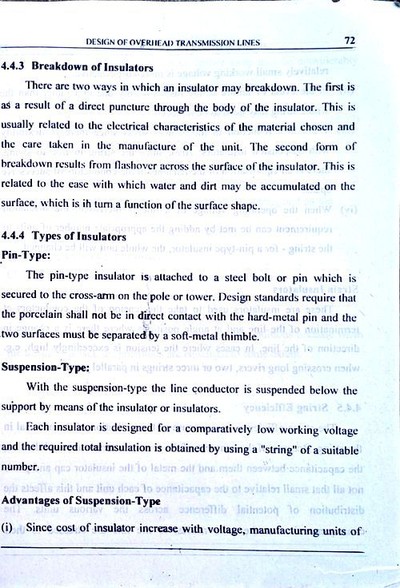 DESIGN OF OVERHEAD TRANSMISSION LINES 72
4.4.3 Breakdown of Insulators
There are two ways in which an insulator may breakdown. The first is
as a result of a direct puncture through the body of the insulator. This is
usually related to the electrical characteristics of the material chosen and
the care taken in the manufacture of the unit. The second form of
breakdown results from flashover across the surface of the insulator. This is
related to the ease with which water and dirt may be accumulated on the
surface, which is ih turn a function of the surface shape.
4.4.4 Types of Insulators
Pin-Type:
The pin-type insulator is attached to a steel bolt or pin which is
secured to the cross-arm on the pole or tower. Design standards require that
the porcelain shall not be in direct contact with the hard-metal pin and the
two surfaces must be separated by a soft-metal thimble.
Suspension-Type:
With the suspension-type the line conductor is suspended below the
support by means of the insulator or insulators.
Each insulator is designed for a comparatively low working voltage
and the required total insulation is obtained by using a "string" of a suitable
number.
Advantages of Suspension-Type
(i) Since cost of insulator increase with voltage, manufacturing units of